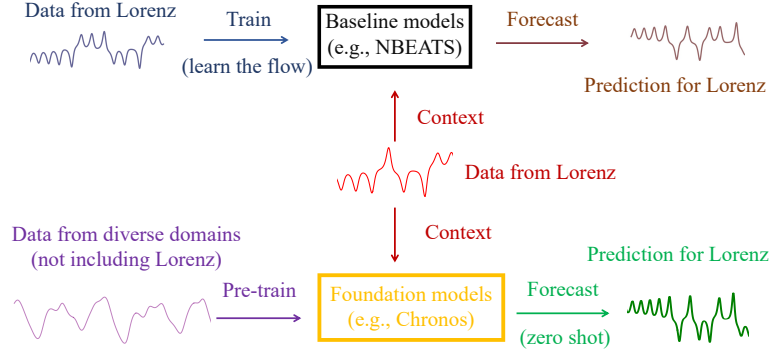 Data from Lorenz
Train
(learn the flow)
Baseline models
(e.g., NBEATS)
Forecast
Prediction for Lorenz
Context
Data from Lorenz
Context
Data from diverse domains
(not including Lorenz)
Pre-train
Foundation models
(e.g., Chronos)
Forecast
(zero shot)
Prediction for Lorenz